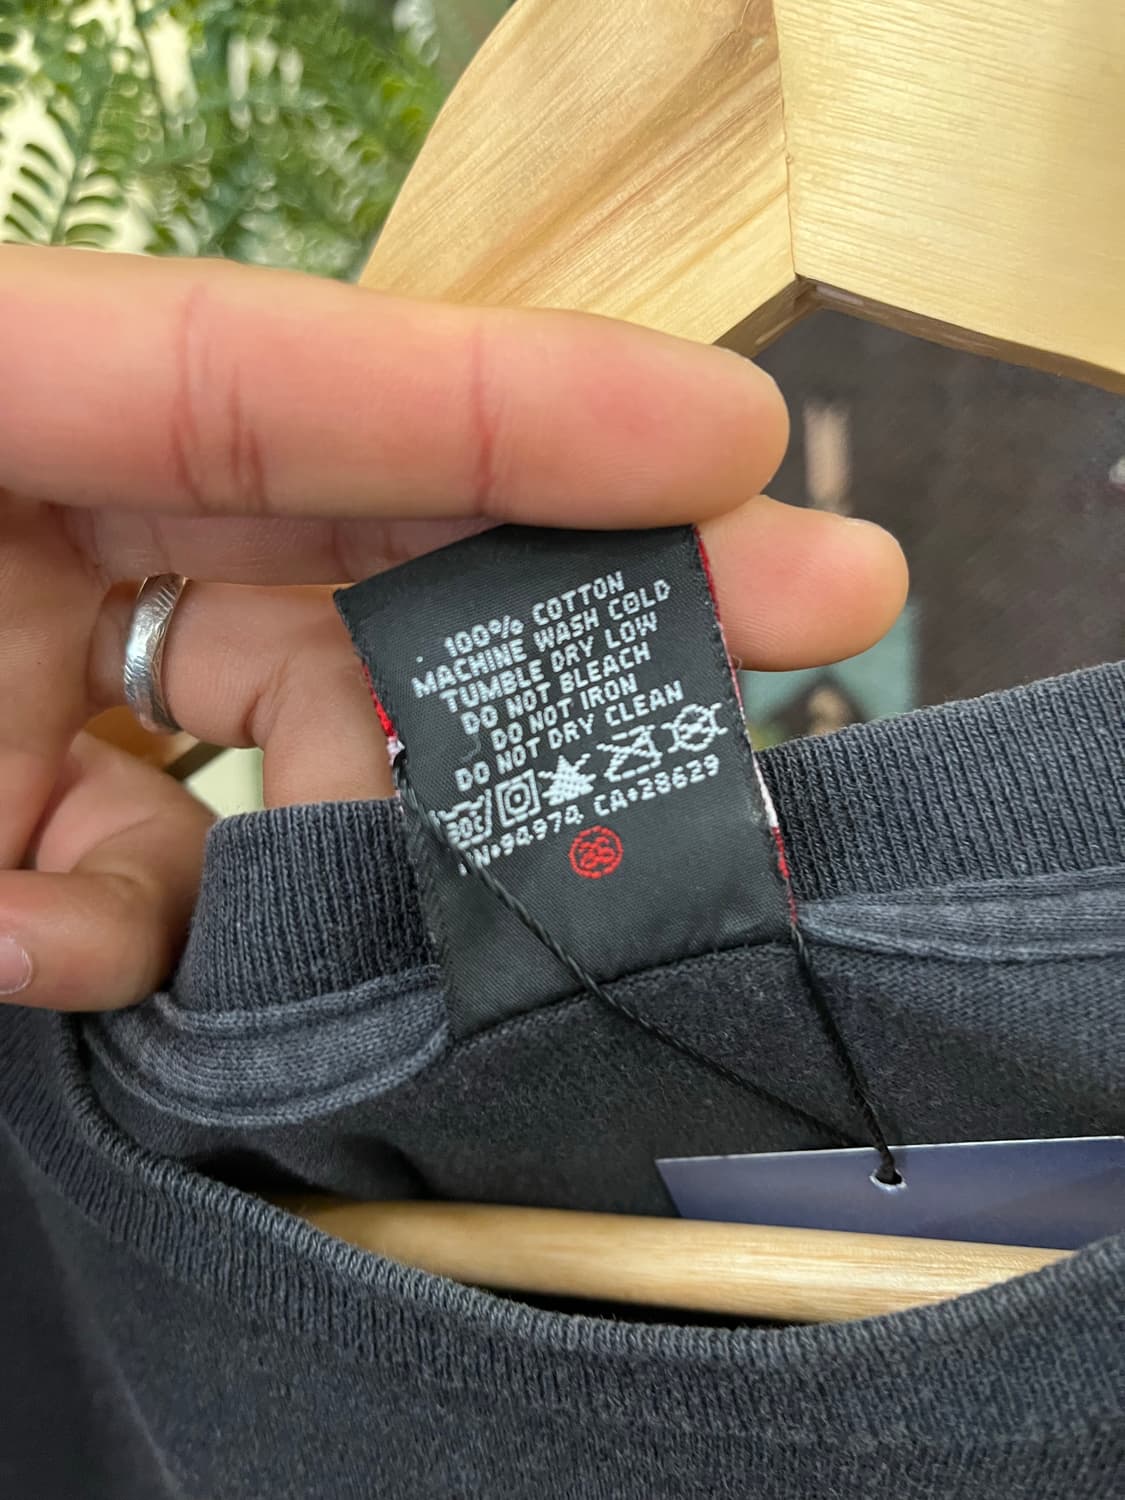 100% COTTON
MACHINE WASH COLD
TUMBLE DRY LOW
DO NOT BLEACH
DO NOT IRON
DO NOT DRY CLEAN
RN♦94974 CA♦28629